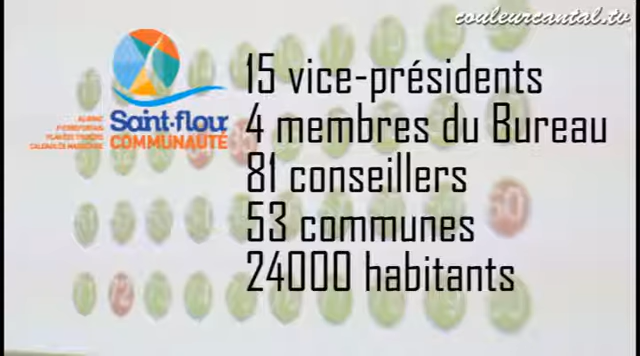 couleurcantal.tv
Saint-flour
COMMUNAUTÉ
15 vice-présidents
4 membres du Bureau
81 conseillers
53 communes
24000 habitants